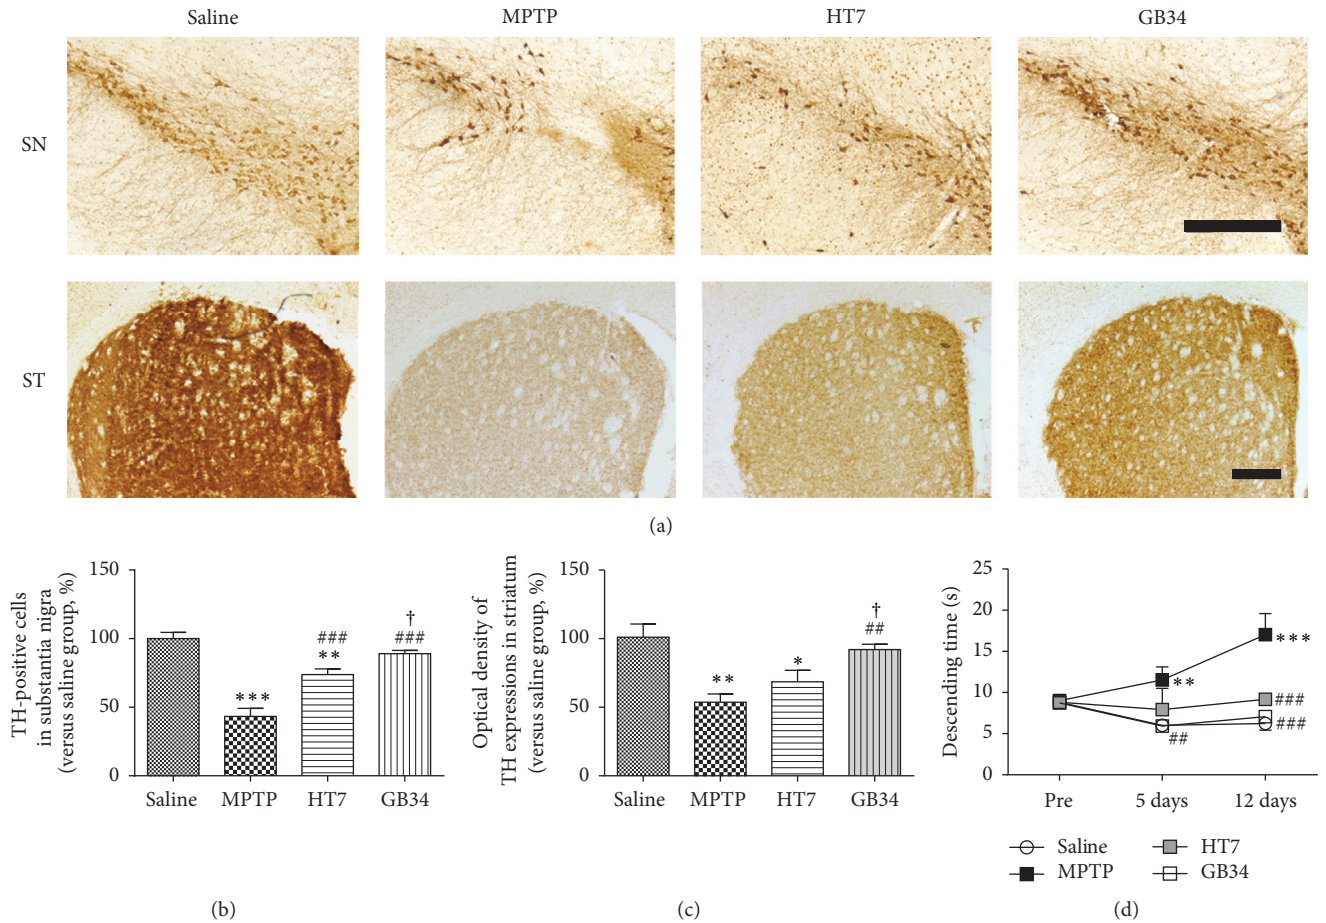 Saline MPTP HT7 GB34
SN
ST
(a)
TH-positive cells
in substantia nigra
(versus saline group, %)
150
100
50
0
***
###
**
†
###
Saline MPTP HT7 GB34
(b)
Optical density of
TH expressions in striatum
(versus saline group, %)
150
100
50
0
**
*
†
##
Saline MPTP HT7 GB34
(c)
Descending time (s)
25
20
15
10
5
0
**
##
***
###
###
Pre 5 days 12 days
Saline HT7
MPTP GB34
(d)